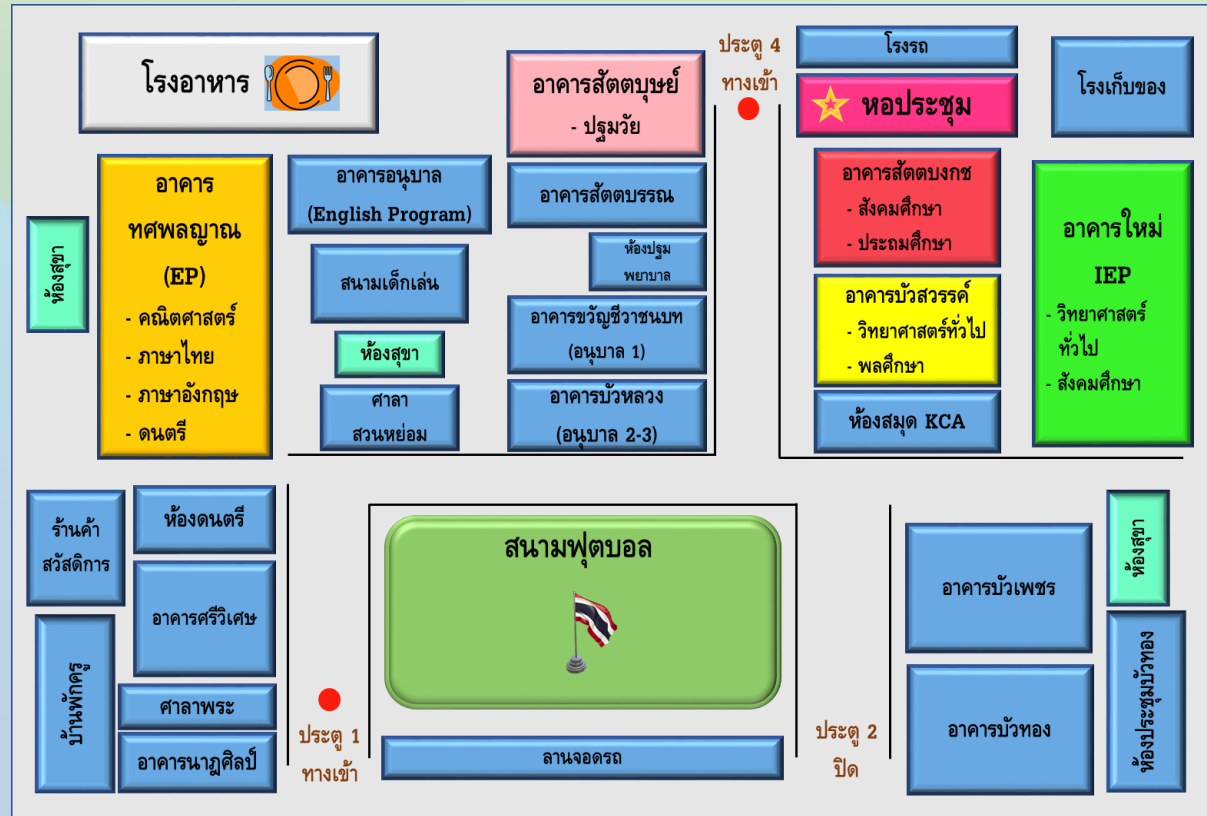 โรงอาหาร
อาคารสัตตบุษย์
- ปฐมวัย
ประตู 4
ทางเข้า
โรงรถ
หอประชุม
โรงเก็บของ
ห้องสุขา
อาคาร
ทศพลญาณ
(EP)
- คณิตศาสตร์
- ภาษาไทย
- ภาษาอังกฤษ
- ดนตรี
อาคารอนุบาล
(English Program)
สนามเด็กเล่น
ห้องสุขา
ศาลา
สวนหย่อม
อาคารสัตตบรรณ
ห้องปฐม
พยาบาล
อาคารขวัญชีวาชนบท
(อนุบาล 1)
อาคารบัวหลวง
(อนุบาล 2-3)
อาคารสัตตบงกช
- สังคมศึกษา
- ประถมศึกษา
อาคารบัวสวรรค์
- วิทยาศาสตร์ทั่วไป
- พลศึกษา
ห้องสมุด KCA
อาคารใหม่
IEP
- วิทยาศาสตร์
ทั่วไป
- สังคมศึกษา
ร้านค้า
สวัสดิการ
ห้องดนตรี
อาคารศรีวิเศษ
บ้านพักครู
ศาลาพระ
อาคารนาฏศิลป์
ประตู 1
ทางเข้า
สนามฟุตบอล
ลานจอดรถ
ประตู 2
ปิด
อาคารบัวเพชร
อาคารบัวทอง
ห้องสุขา
ห้องประชุมบัวทอง